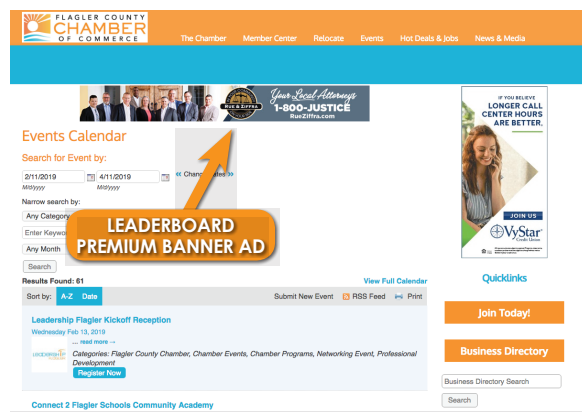 FLAGLER COUNTY
CHAMBER
OF COMMERCE
The Chamber Member Center Relocate Events Hot Deals & Jobs News & Media
RUE & ZIFFRA
Your Local Attorneys
1-800-JUSTICE
RueZiffra.com
IF YOU BELIEVE
LONGER CALL
CENTER HOURS
ARE BETTER,
JOIN US
VyStar
Credit Union
Events Calendar
Search for Event by:
2/11/2019 4/11/2019 « Chang ates »
M/d/yyyy M/d/yyyy
Narrow search by:
Any Category
Enter Keywo
Any Month
LEADERBOARD
PREMIUM BANNER AD
Search
Results Found: 61 View Full Calendar
Sort by: A-Z Date Submit New Event RSS Feed Print
Leadership Flagler Kickoff Reception
Wednesday Feb 13, 2019
... read more →
LEADERSHIP
Categories: Flagler County Chamber, Chamber Events, Chamber Programs, Networking Event, Professional
Development
Register Now
Connect 2 Flagler Schools Community Academy
Quicklinks
Join Today!
Business Directory
Business Directory Search
Search